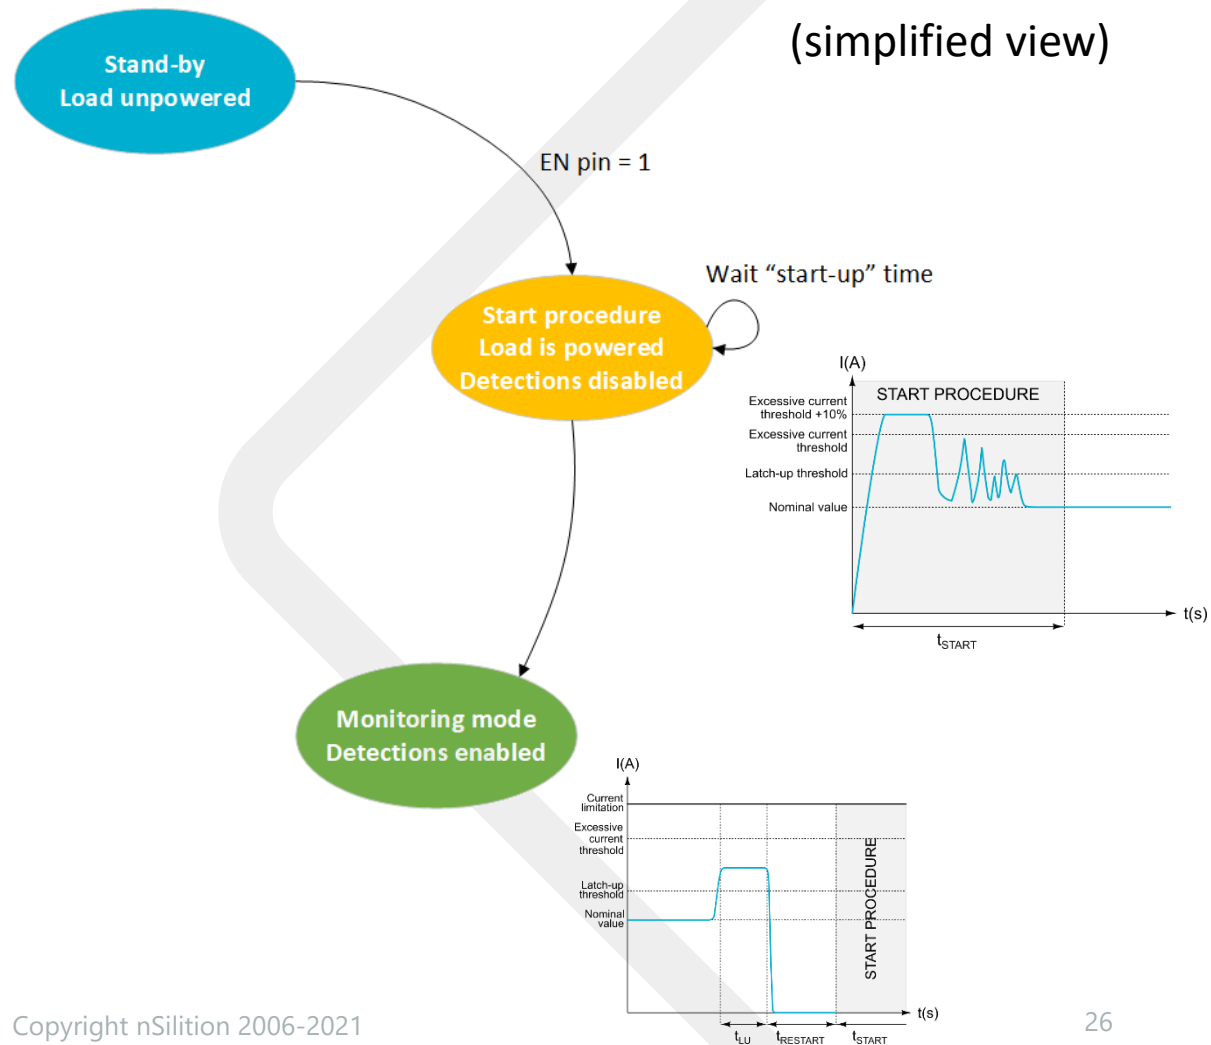 (simplified view)
Stand-by
Load unpowered
EN pin = 1
Wait “start-up” time
Start procedure
Load is powered
Detections disabled
I(A)
START PROCEDURE
Excessive current
threshold +10%
Excessive current
threshold
Latch-up threshold
Nominal value
t(s)
tSTART
Monitoring mode
Detections enabled
I(A)
Current
limitation
Excessive
current
threshold
Latch-up
threshold
Nominal
value
START PROCEDURE
t(s)
tLU
tRESTART
tSTART
Copyright nSilition 2006-2021
26